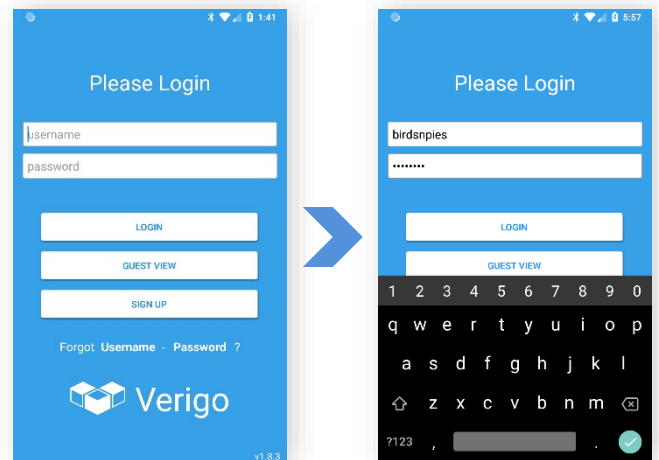 1:41
Please Login
username
password
LOGIN
GUEST VIEW
SIGN UP
Forgot Username - Password ?
Verigo
v1.8.3
5:57
Please Login
birdsnpies
••••••••
LOGIN
GUEST VIEW
1 2 3 4 5 6 7 8 9 0
q w e r t y u i o p
a s d f g h j k l
z x c v b n m
?123 , .